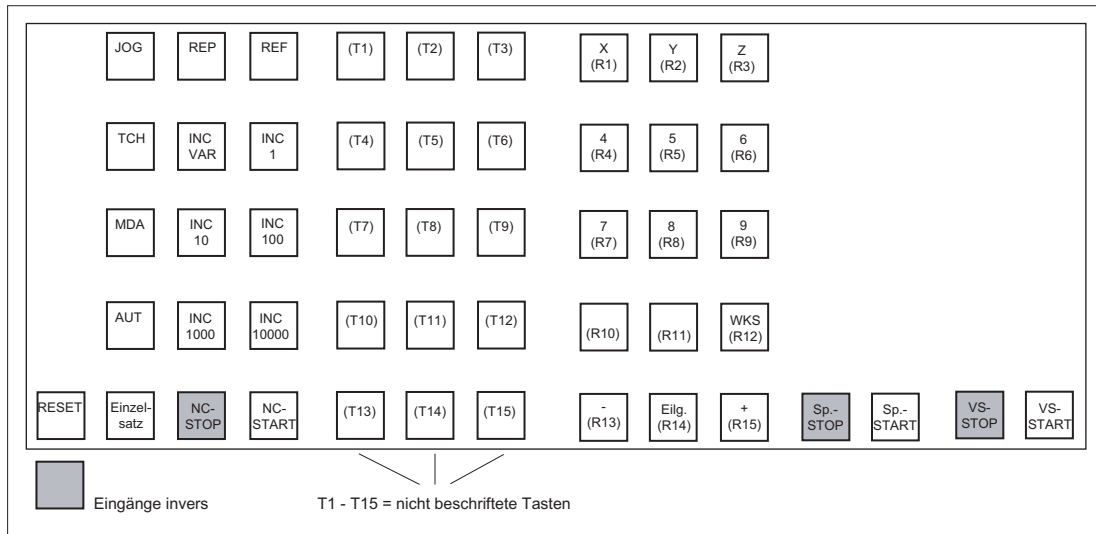 JOG REP REF (T1) (T2) (T3) X Y Z
(R1) (R2) (R3)
TCH INC INC (T4) (T5) (T6) 4 5 6
VAR 1 (R4) (R5) (R6)
MDA INC INC (T7) (T8) (T9) 7 8 9
10 100 (R7) (R8) (R9)
AUT INC INC (T10) (T11) (T12) WKS
1000 10000 (R10) (R11) (R12)
RESET Einzel- NC- NC- (T13) (T14) (T15) - Eilg. + Sp.- Sp.- VS- VS-
satz STOP START (R13) (R14) (R15) STOP START STOP START
Eingänge invers T1 - T15 = nicht beschriftete Tasten